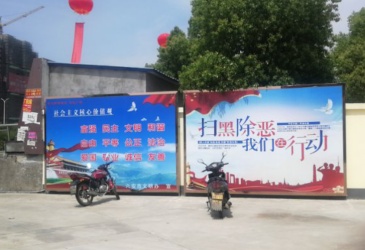 社会主义核心价值观
富强 民主 文明 和谐
自由 平等 公正 法治
爱国 敬业 诚信 友善
扫黑除恶
我们在行动